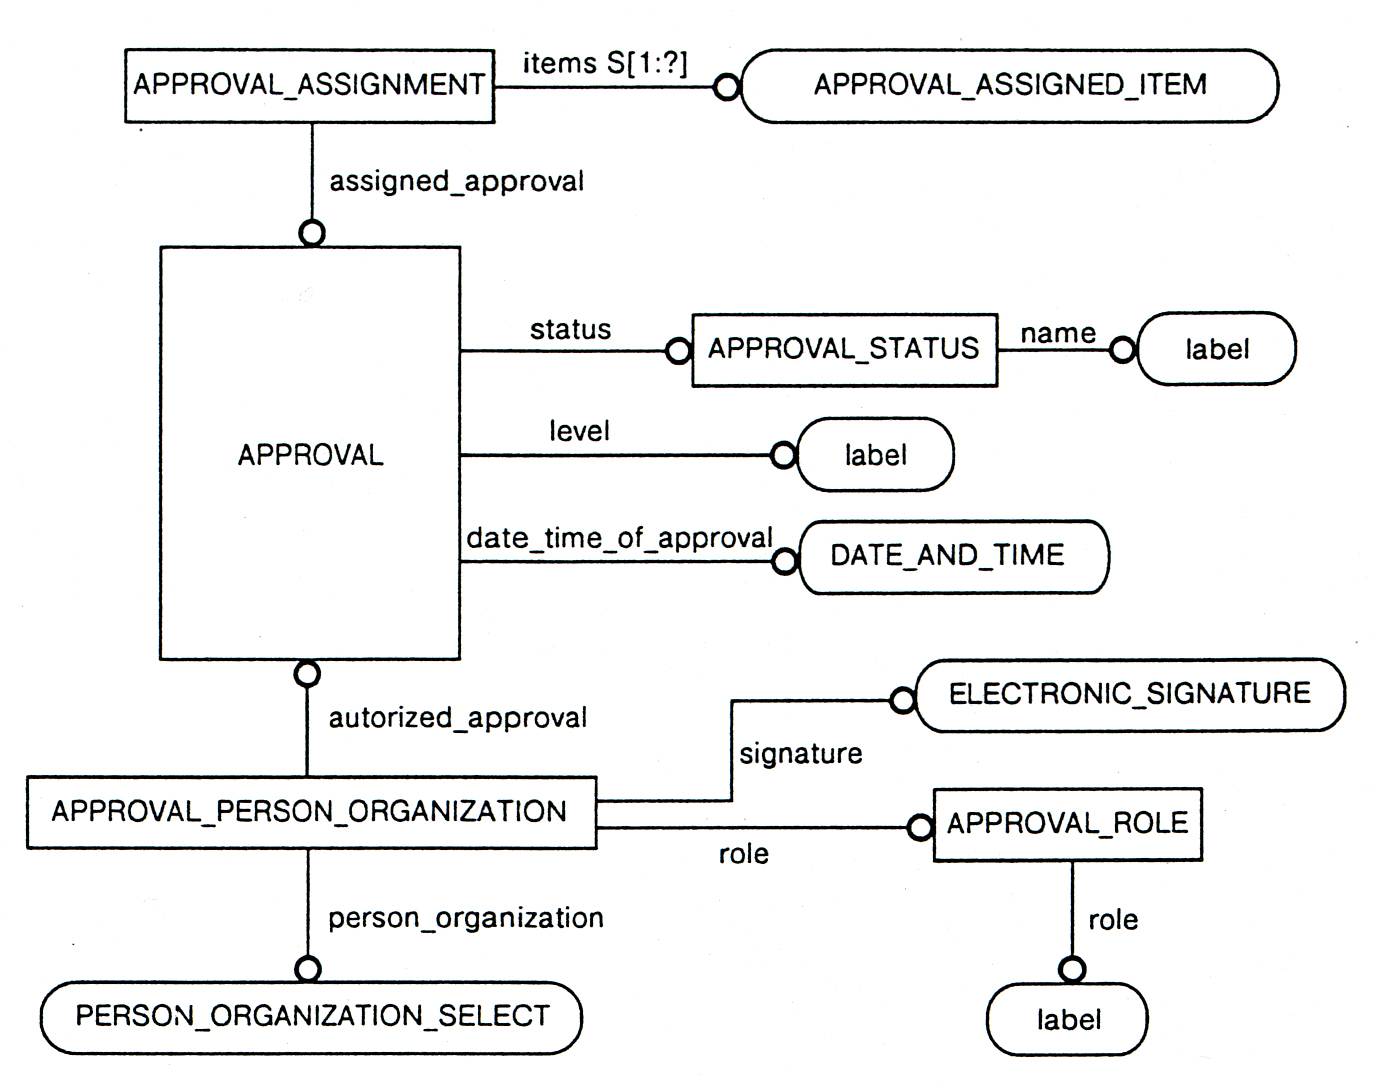 APPROVAL_ASSIGNMENT
items S[1:?]
APPROVAL_ASSIGNED_ITEM
assigned_approval
APPROVAL
status
APPROVAL_STATUS
name
label
level
label
date_time_of_approval
DATE_AND_TIME
autorized_approval
ELECTRONIC_SIGNATURE
signature
APPROVAL_PERSON_ORGANIZATION
role
APPROVAL_ROLE
person_organization
role
PERSON_ORGANIZATION_SELECT
label